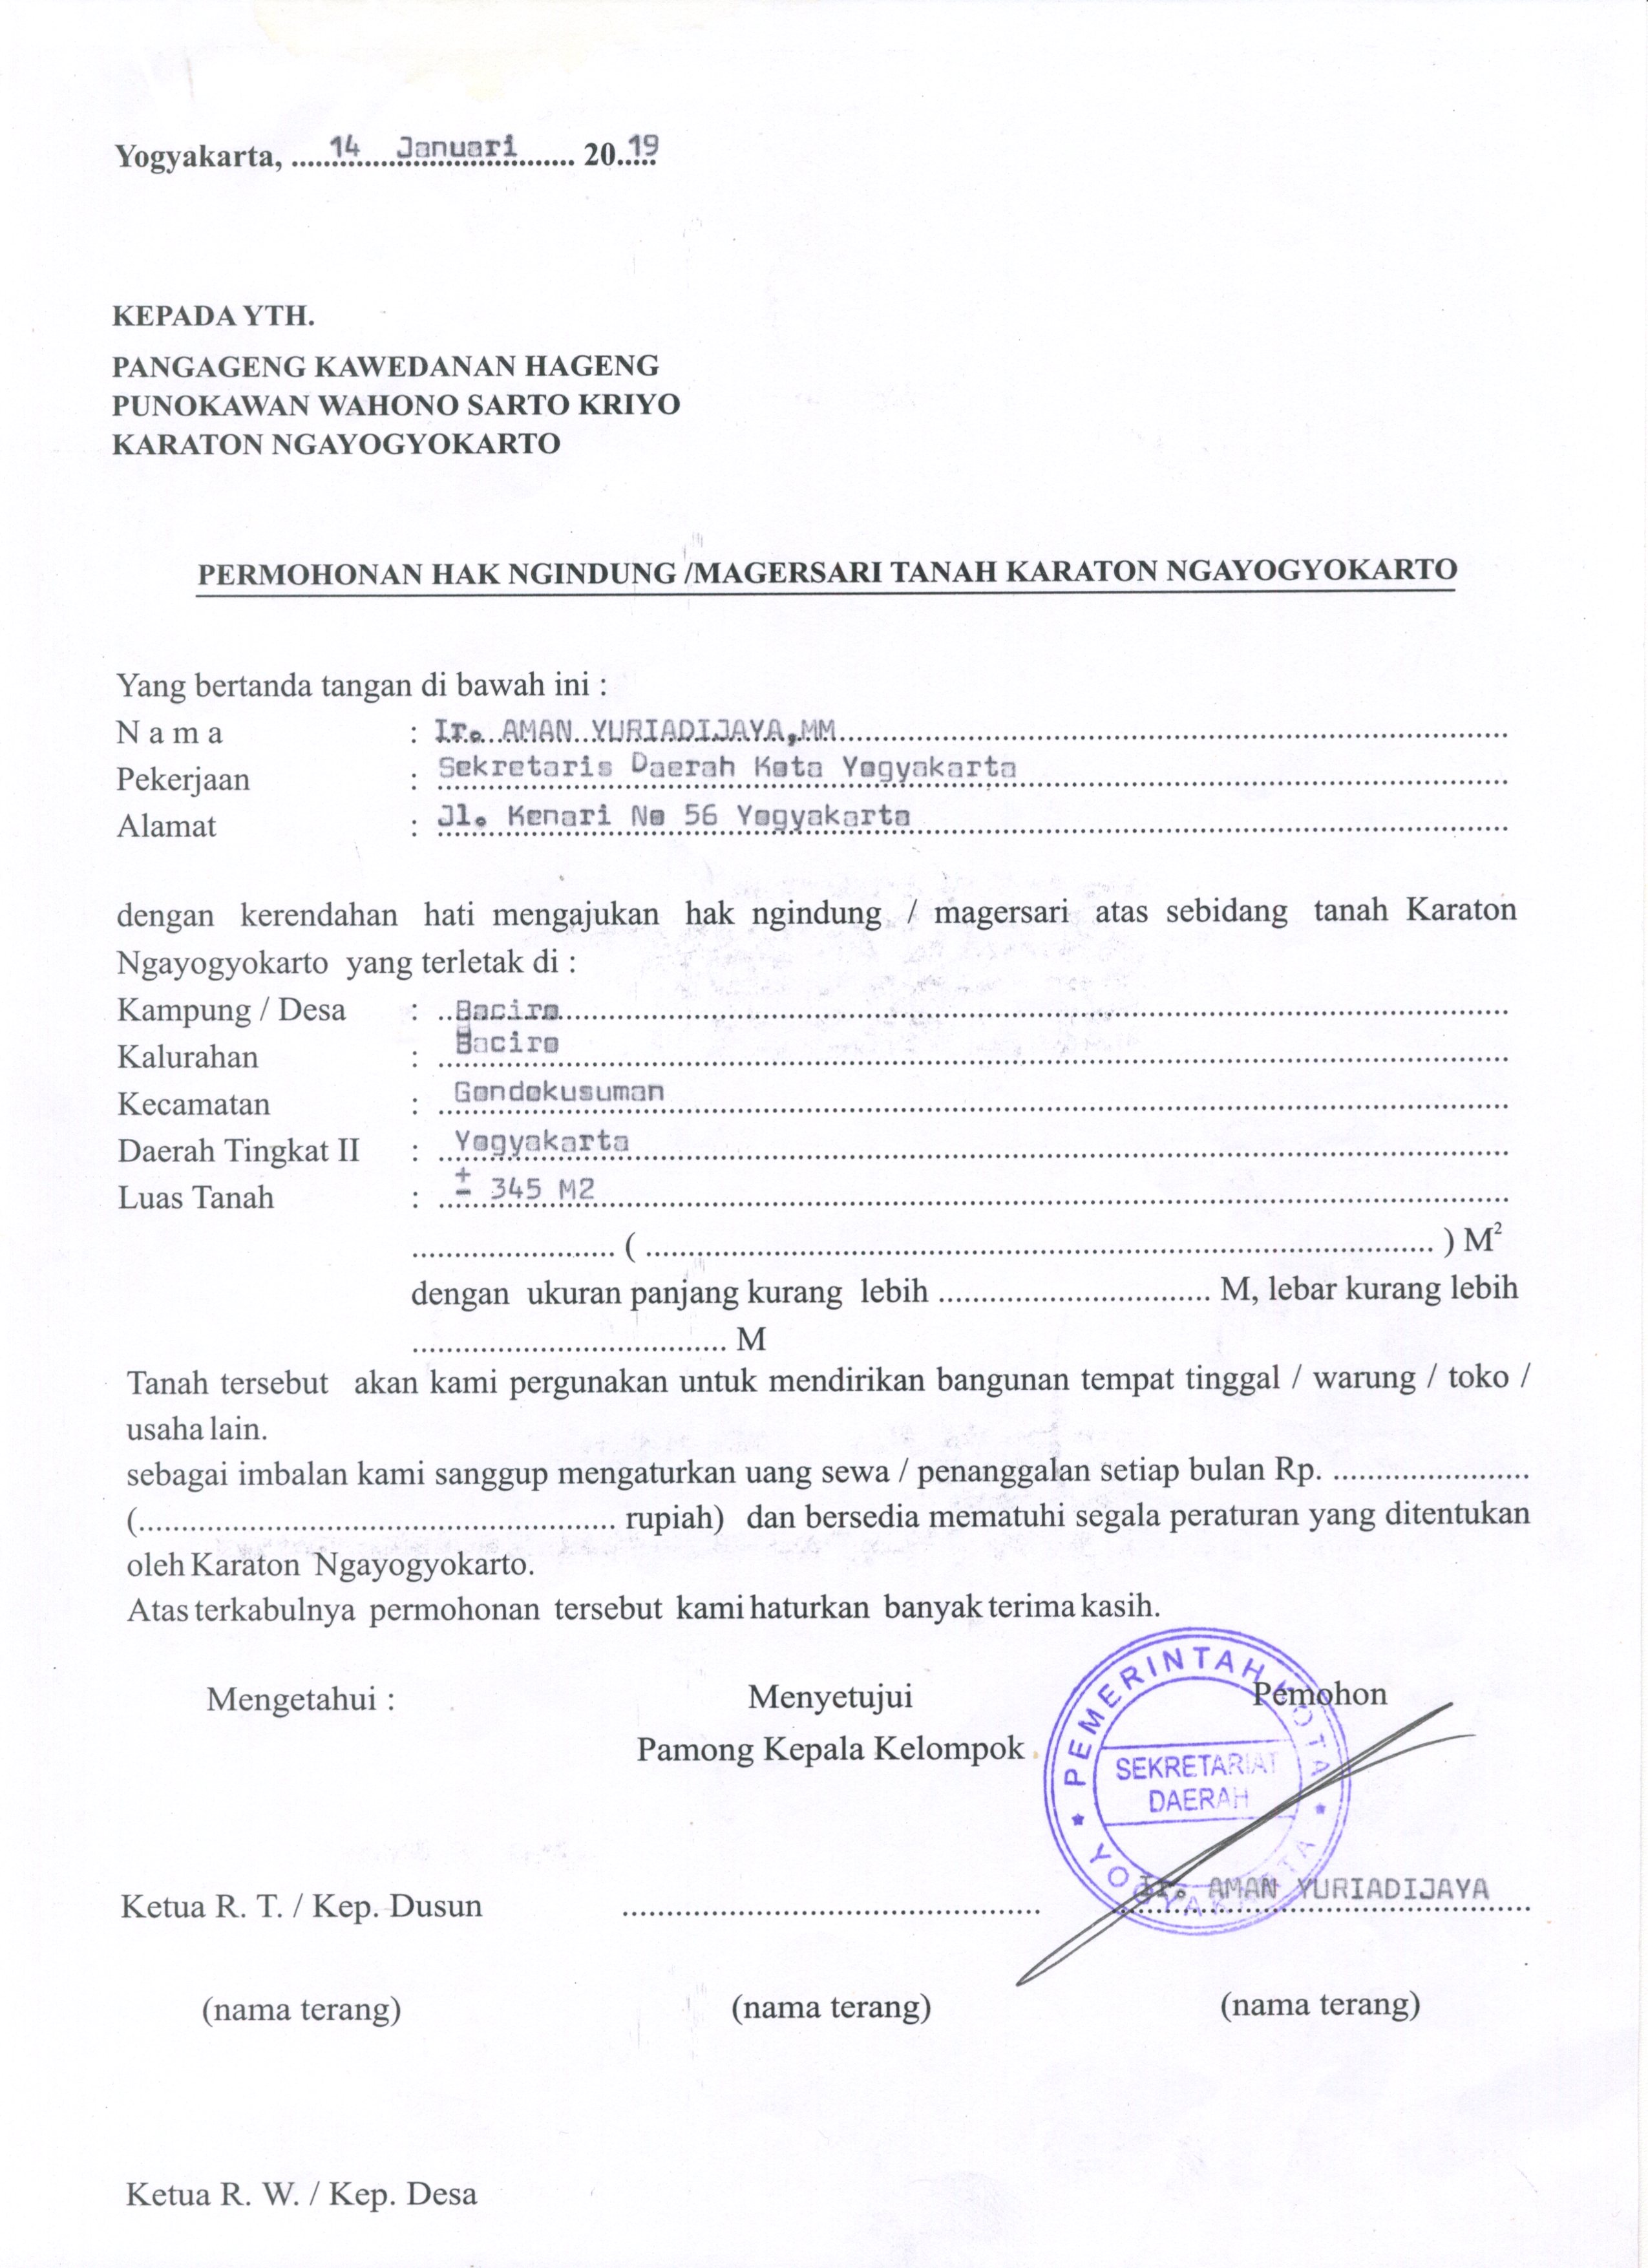 Yogyakarta, ..... 14 Januari ..... 20..19
KEPADA YTH.
PANGAGENG KAWEDANAN HAGENG
PUNOKAWAN WAHONO SARTO KRIYO
KARATON NGAYOGYOKARTO
PERMOHONAN HAK NGINDUNG /MAGERSARI TANAH KARATON NGAYOGYOKARTO
Yang bertanda tangan di bawah ini :
N a m a : Ir. AMAN YURIADIJAYA,MM
Pekerjaan : Sekretaris Daerah Kota Yogyakarta
Alamat : Jl. Kenari No 56 Yogyakarta
dengan kerendahan hati mengajukan hak ngindung / magersari atas sebidang tanah Karaton
Ngayogyokarto yang terletak di :
Kampung / Desa : Baciro
Kalurahan : Baciro
Kecamatan : Gondokusuman
Daerah Tingkat II : Yogyakarta
Luas Tanah : ± 345 M2
..................... ( ..................... ) M²
dengan ukuran panjang kurang lebih ..................... M, lebar kurang lebih
..................... M
Tanah tersebut akan kami pergunakan untuk mendirikan bangunan tempat tinggal / warung / toko /
usaha lain.
sebagai imbalan kami sanggup mengaturkan uang sewa / penanggalan setiap bulan Rp. .....................
(..................... rupiah) dan bersedia mematuhi segala peraturan yang ditentukan
oleh Karaton Ngayogyokarto.
Atas terkabulnya permohonan tersebut kami haturkan banyak terima kasih.
Mengetahui : Menyetujui Pemohon
Pamong Kepala Kelompok
PEMERINTAH KOTA
SEKRETARIAT
DAERAH
YOGYAKARTA
Ketua R. T. / Kep. Dusun ..................... Ir. AMAN YURIADIJAYA
(nama terang) (nama terang) (nama terang)
Ketua R. W. / Kep. Desa